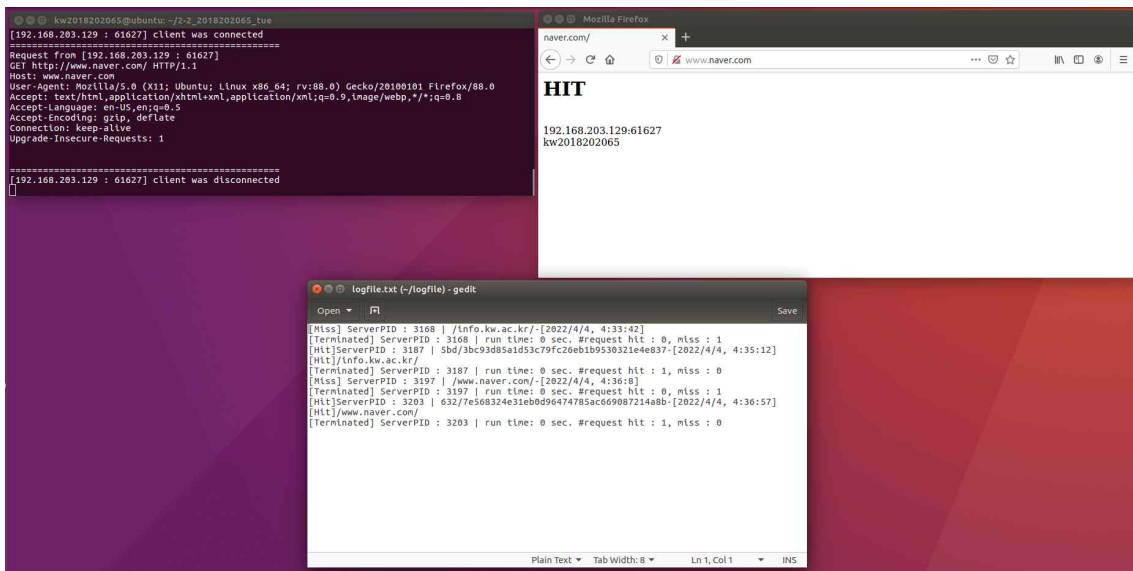 kw2018202065@ubuntu: ~/2-2_2018202065_tue
[192.168.203.129 : 61627] client was connected
=================================================
Request from [192.168.203.129 : 61627]
GET http://www.naver.com/ HTTP/1.1
Host: www.naver.com
User-Agent: Mozilla/5.0 (X11; Ubuntu; Linux x86_64; rv:88.0) Gecko/20100101 Firefox/88.0
Accept: text/html,application/xhtml+xml,application/xml;q=0.9,image/webp,*/*;q=0.8
Accept-Language: en-US,en;q=0.5
Accept-Encoding: gzip, deflate
Connection: keep-alive
Upgrade-Insecure-Requests: 1
=================================================
[192.168.203.129 : 61627] client was disconnected
Mozilla Firefox
naver.com/
www.naver.com
HIT
192.168.203.129:61627
kw2018202065
logfile.txt (~/logfile) - gedit
Open Save
[Miss] ServerPID : 3168 | /info.kw.ac.kr/-[2022/4/4, 4:33:42]
[Terminated] ServerPID : 3168 | run time: 0 sec. #request hit : 0, miss : 1
[Hit]ServerPID : 3187 | 5bd/3bc93d85a1d53c79fc26eb1b9530321e4e837-[2022/4/4, 4:35:12]
[Hit]/info.kw.ac.kr/
[Terminated] ServerPID : 3187 | run time: 0 sec. #request hit : 1, miss : 0
[Miss] ServerPID : 3197 | /www.naver.com/-[2022/4/4, 4:36:8]
[Terminated] ServerPID : 3197 | run time: 0 sec. #request hit : 0, miss : 1
[Hit]ServerPID : 3203 | 632/7e568324e31eb0d96474785ac669087214a8b-[2022/4/4, 4:36:57]
[Hit]/www.naver.com/
[Terminated] ServerPID : 3203 | run time: 0 sec. #request hit : 1, miss : 0
Plain Text Tab Width: 8 Ln 1, Col 1 INS